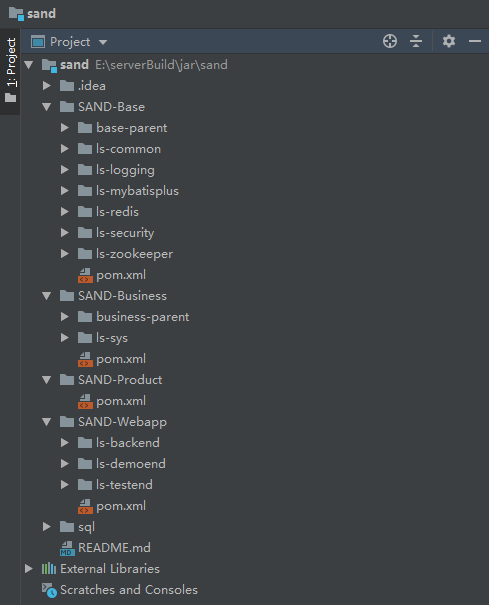 sand
1: Project
Project
sand E:\serverBuild\jar\sand
.idea
SAND-Base
base-parent
ls-common
ls-logging
ls-mybatisplus
ls-redis
ls-security
ls-zookeeper
pom.xml
SAND-Business
business-parent
ls-sys
pom.xml
SAND-Product
pom.xml
SAND-Webapp
ls-backend
ls-demoend
ls-testend
pom.xml
sql
MD README.md
External Libraries
Scratches and Consoles